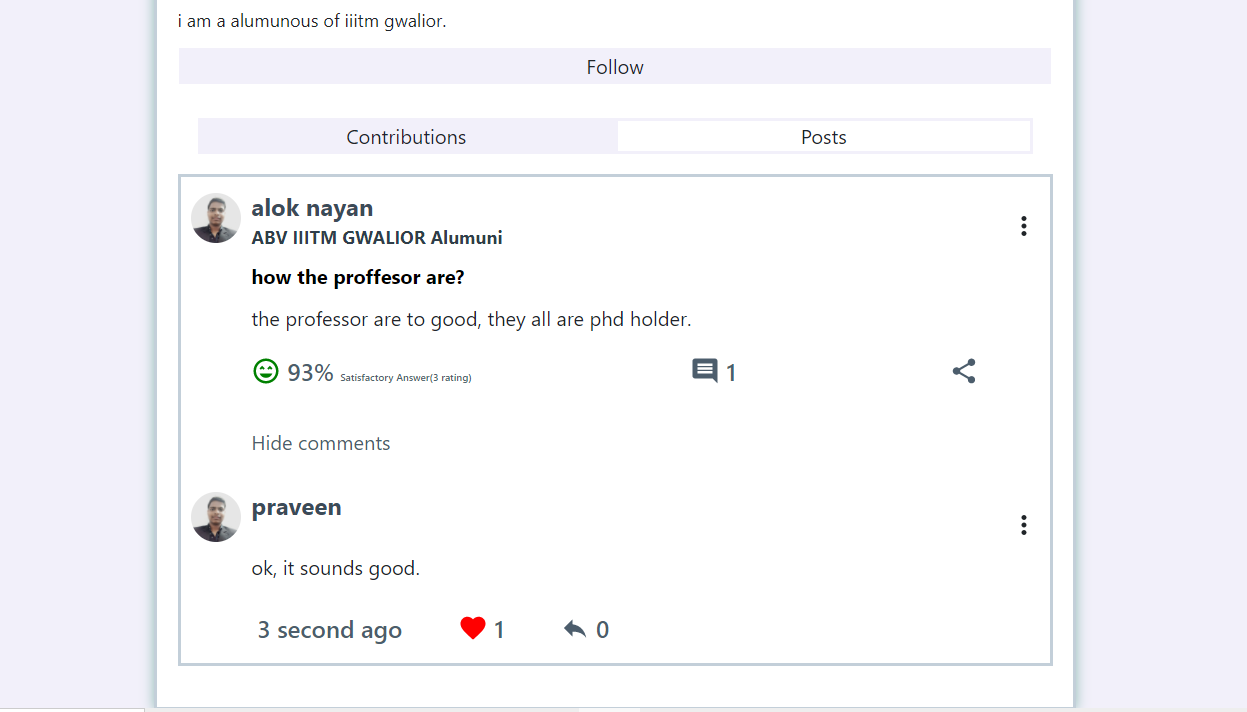 i am a alumunous of iiitm gwalior.
Follow
Contributions
Posts
alok nayan
ABV IIITM GWALIOR Alumuni
how the proffesor are?
the professor are to good, they all are phd holder.
93% Satisfactory Answer(3 rating)
1
Hide comments
praveen
ok, it sounds good.
3 second ago
1
0